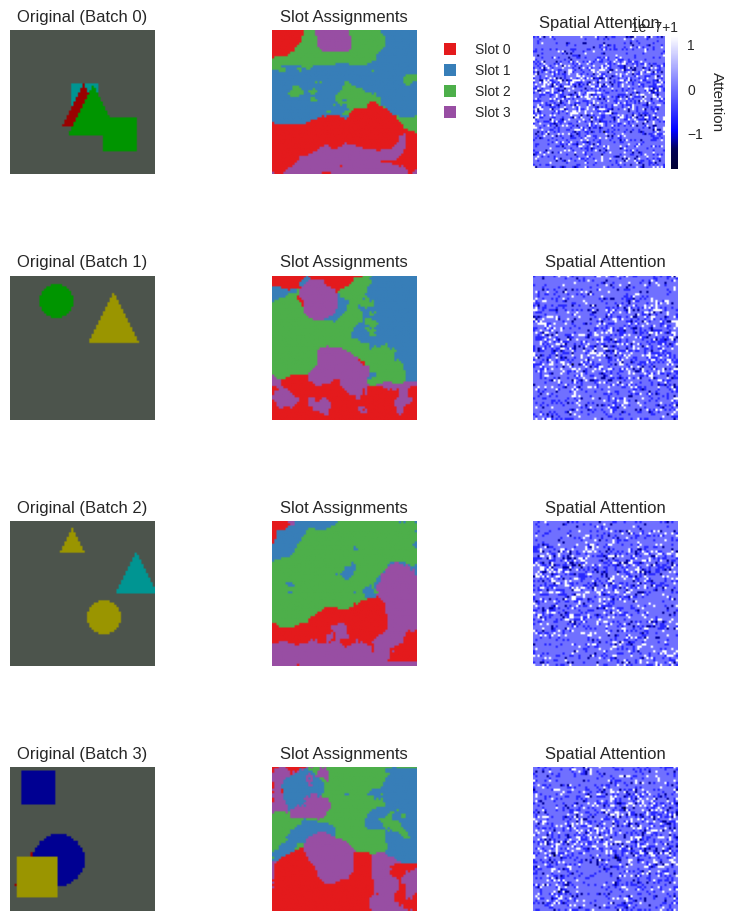 Original (Batch 0)
Slot Assignments
Slot 0
Slot 1
Slot 2
Slot 3
Spatial Attention
1e−7+1
1
0
−1
Attention
Original (Batch 1)
Slot Assignments
Spatial Attention
Original (Batch 2)
Slot Assignments
Spatial Attention
Original (Batch 3)
Slot Assignments
Spatial Attention